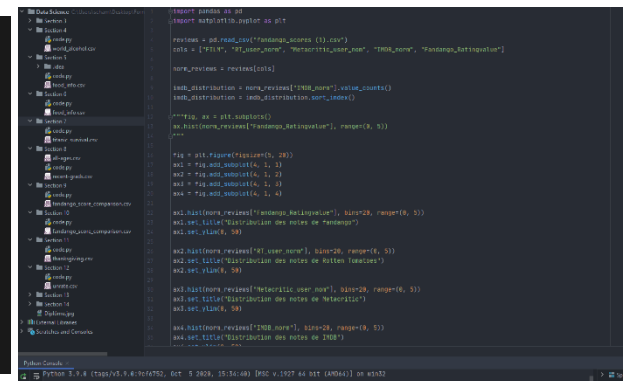 Data Science
Section 3
Section 4
code.py
world_alcohol.csv
Section 5
.idea
code.py
food_info.csv
Section 6
code.py
food_info.csv
Section 7
code.py
titanic_survival.csv
Section 8
all-ages.csv
code.py
recent-grads.csv
Section 9
code.py
fandango_score_comparison.csv
Section 10
code.py
fandango_score_comparison.csv
Section 11
code.py
thanksgiving.csv
Section 12
code.py
Section 13
Section 14
Diplôme.jpg
External Libraries
Scratches and Consoles
import pandas as pd
import matplotlib.pyplot as plt
reviews = pd.read_csv("fandango_scores (1).csv")
cols = ["FILM", "RT_user_norm", "Metacritic_user_nom", "IMDB_norm", "Fandango_Ratingvalue"]
norm_reviews = reviews[cols]
imdb_distribution = norm_reviews["IMDB_norm"].value_counts()
imdb_distribution = imdb_distribution.sort_index()
"""fig, ax = plt.subplots()
ax.hist(norm_reviews["Fandango_Ratingvalue"], range=(0, 5))
"""
fig = plt.figure(figsize=(5, 20))
ax1 = fig.add_subplot(4, 1, 1)
ax2 = fig.add_subplot(4, 1, 2)
ax3 = fig.add_subplot(4, 1, 3)
ax4 = fig.add_subplot(4, 1, 4)
ax1.hist(norm_reviews["Fandango_Ratingvalue"], bins=20, range=(0, 5))
ax1.set_title("Distribution des notes de Fandango")
ax1.set_ylim(0, 50)
ax2.hist(norm_reviews["RT_user_norm"], bins=20, range=(0, 5))
ax2.set_title("Distribution des notes de Rotten Tomatoes")
ax2.set_ylim(0, 50)
ax3.hist(norm_reviews["Metacritic_user_nom"], bins=20, range=(0, 5))
ax3.set_title("Distribution des notes de Metacritic")
ax3.set_ylim(0, 50)
ax4.hist(norm_reviews["IMDB_norm"], bins=20, range=(0, 5))
ax4.set_title("Distribution des notes de IMDB")
Python Console
Python 3.9.0 (tags/v3.9.0:9cf6752, Oct 5 2020, 15:34:40) [MSC v.1927 64 bit (AMD64)] on win32